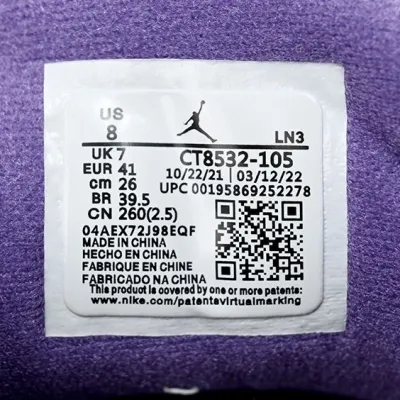 US
8
LN3
UK 7
EUR 41
cm 26
BR 39.5
CN 260(2.5)
CT8532-105
10/22/21 | 03/12/22
UPC 00195869252278
04AEX72J98EQF
MADE IN CHINA
HECHO EN CHINA
FABRIQUE EN CHINE
FABRICADO NA CHINA
This product is covered by one or more patents:
www.nike.com/patentsvirtualmarking